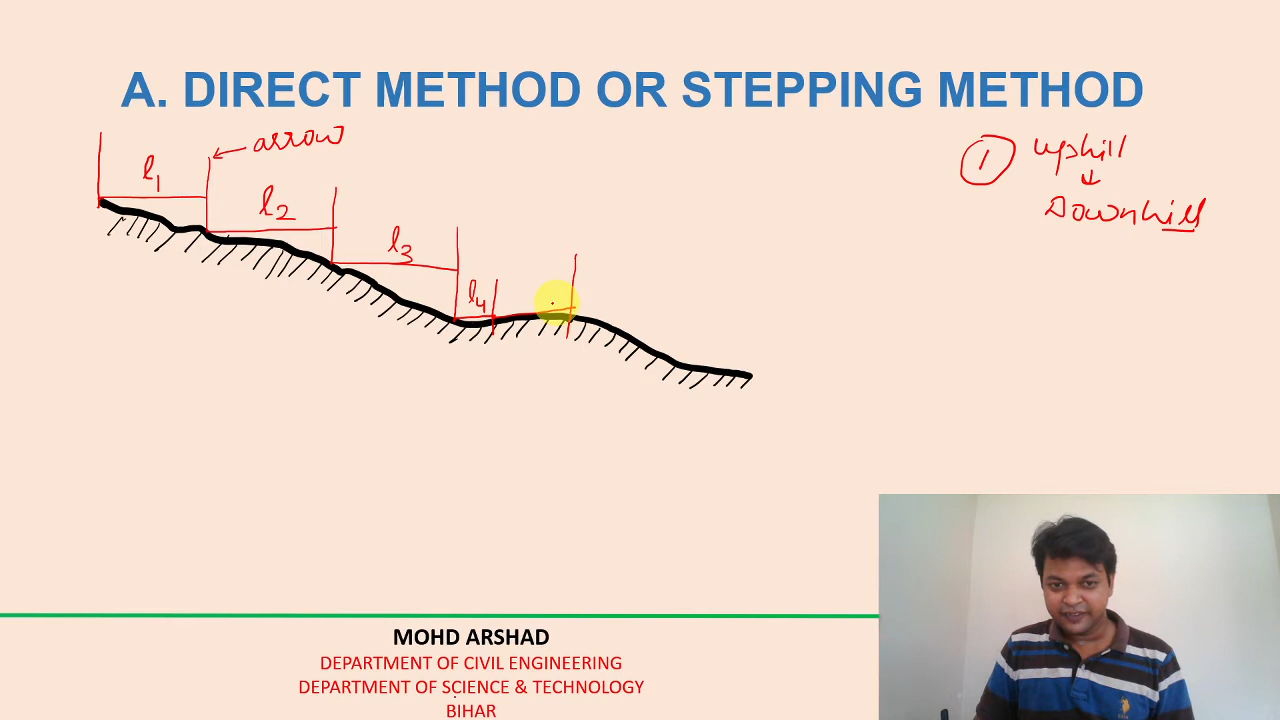 A. DIRECT METHOD OR STEPPING METHOD
arrow
l1
l2
l3
l4
1 uphill
↓
Downhill
MOHD ARSHAD
DEPARTMENT OF CIVIL ENGINEERING
DEPARTMENT OF SCIENCE & TECHNOLOGY
BIHAR